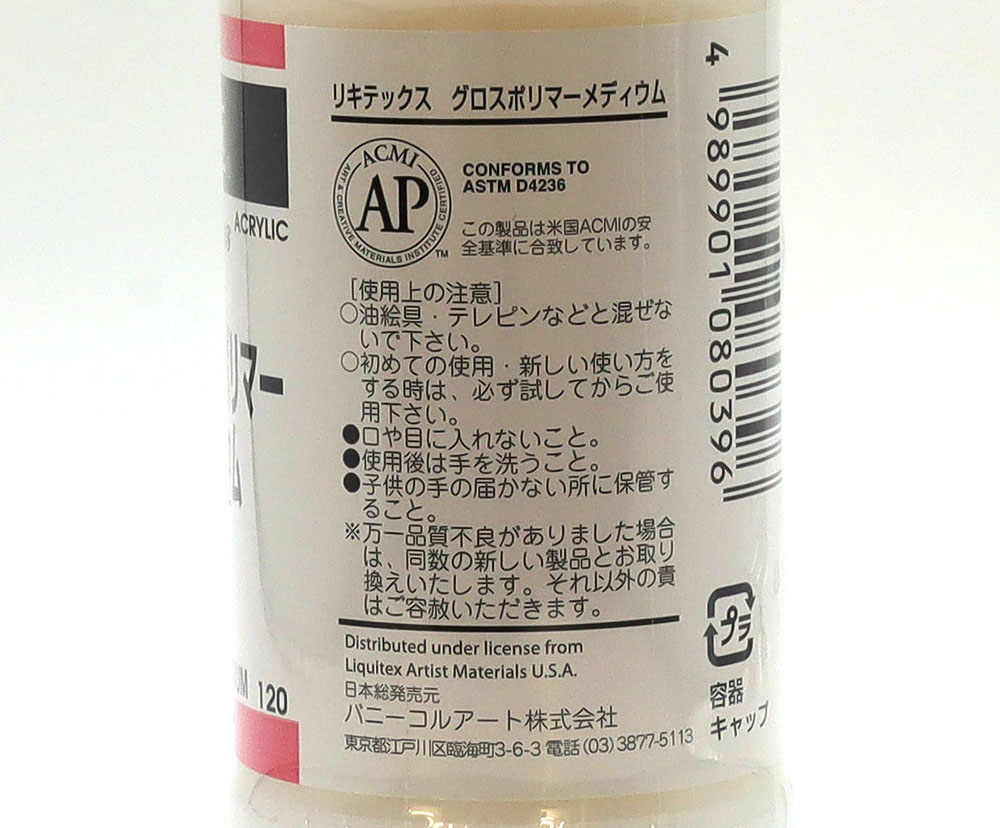 リキテックス グロスポリマーメディウム
ACMI
AP
ART & CREATIVE MATERIALS INSTITUTE CERTIFIED
TM
CONFORMS TO
ASTM D4236
この製品は米国ACMIの安
全基準に合致しています。
[使用上の注意]
○油絵具・テレピンなどと混ぜな
いで下さい。
○初めての使用・新しい使い方を
する時は、必ず試してからご使
用下さい。
●口や目に入れないこと。
●使用後は手を洗うこと。
●子供の手の届かない所に保管す
ること。
※万一品質不良がありました場合
は、同数の新しい製品とお取り
換えいたします。それ以外の責
はご容赦いただきます。
Distributed under license from
Liquitex Artist Materials U.S.A.
日本総発売元
バニーコルアート株式会社
東京都江戸川区臨海町3-6-3 電話(03)3877-5113
4 989901 080396
プラ
容器
キャップ
ACRYLIC
リマー
ム
UM 120